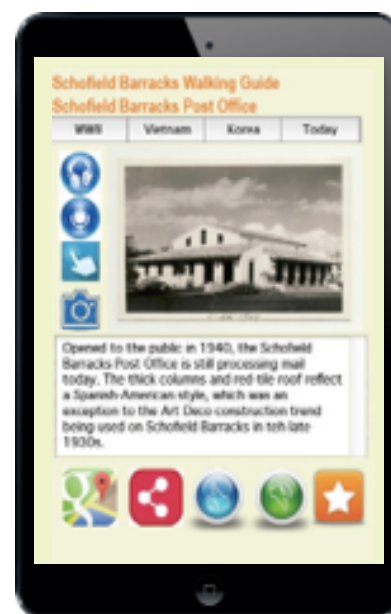 Schofield Barracks Walking Guide
Schofield Barracks Post Office
WWII Vietnam Korea Today
Opened to the public in 1940, the Schofield
Barracks Post Office is still processing mail
today. The thick columns and red-tile roof reflect
a Spanish-American style, which was an
exception to the Art Deco construction trend
being used on Schofield Barracks in teh late
1930s.